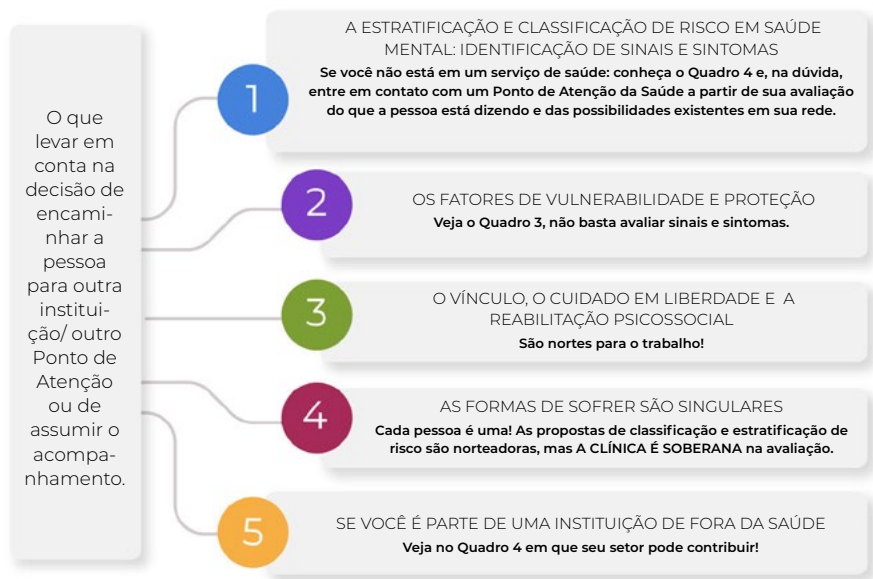 O que
levar em
conta na
decisão de
encami-
nhar a
pessoa
para outra
institui-
ção/ outro
Ponto de
Atenção
ou de
assumir o
acompa-
nhamento.
1
A ESTRATIFICAÇÃO E CLASSIFICAÇÃO DE RISCO EM SAÚDE
MENTAL: IDENTIFICAÇÃO DE SINAIS E SINTOMAS
Se você não está em um serviço de saúde: conheça o Quadro 4 e, na dúvida,
entre em contato com um Ponto de Atenção da Saúde a partir de sua avaliação
do que a pessoa está dizendo e das possibilidades existentes em sua rede.
2
OS FATORES DE VULNERABILIDADE E PROTEÇÃO
Veja o Quadro 3, não basta avaliar sinais e sintomas.
3
O VÍNCULO, O CUIDADO EM LIBERDADE E A
REABILITAÇÃO PSICOSSOCIAL
São nortes para o trabalho!
4
AS FORMAS DE SOFRER SÃO SINGULARES
Cada pessoa é uma! As propostas de classificação e estratificação de
risco são norteadoras, mas A CLÍNICA É SOBERANA na avaliação.
5
SE VOCÊ É PARTE DE UMA INSTITUIÇÃO DE FORA DA SAÚDE
Veja no Quadro 4 em que seu setor pode contribuir!